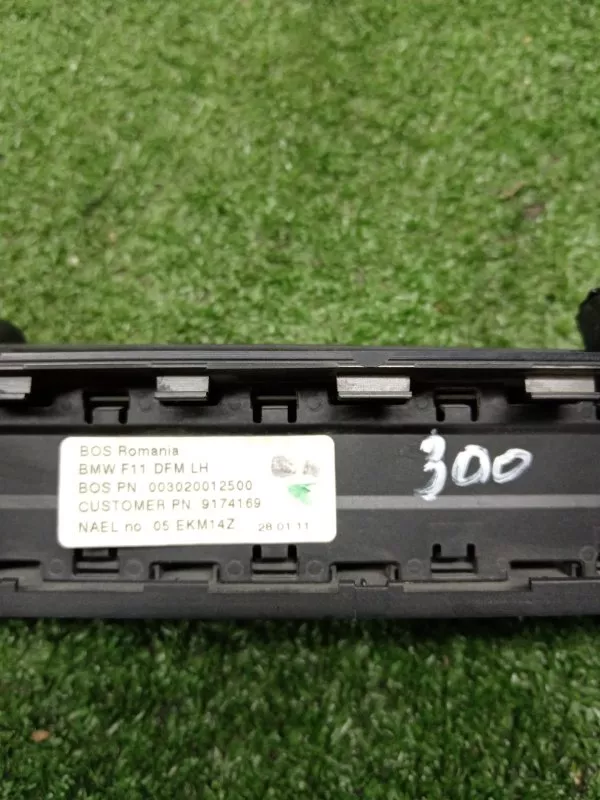 BOS Romania
BMW F11 DFM LH
BOS PN 003020012500
CUSTOMER PN 9174169
NAEL no. 05 EKM14Z 28.01.11
300